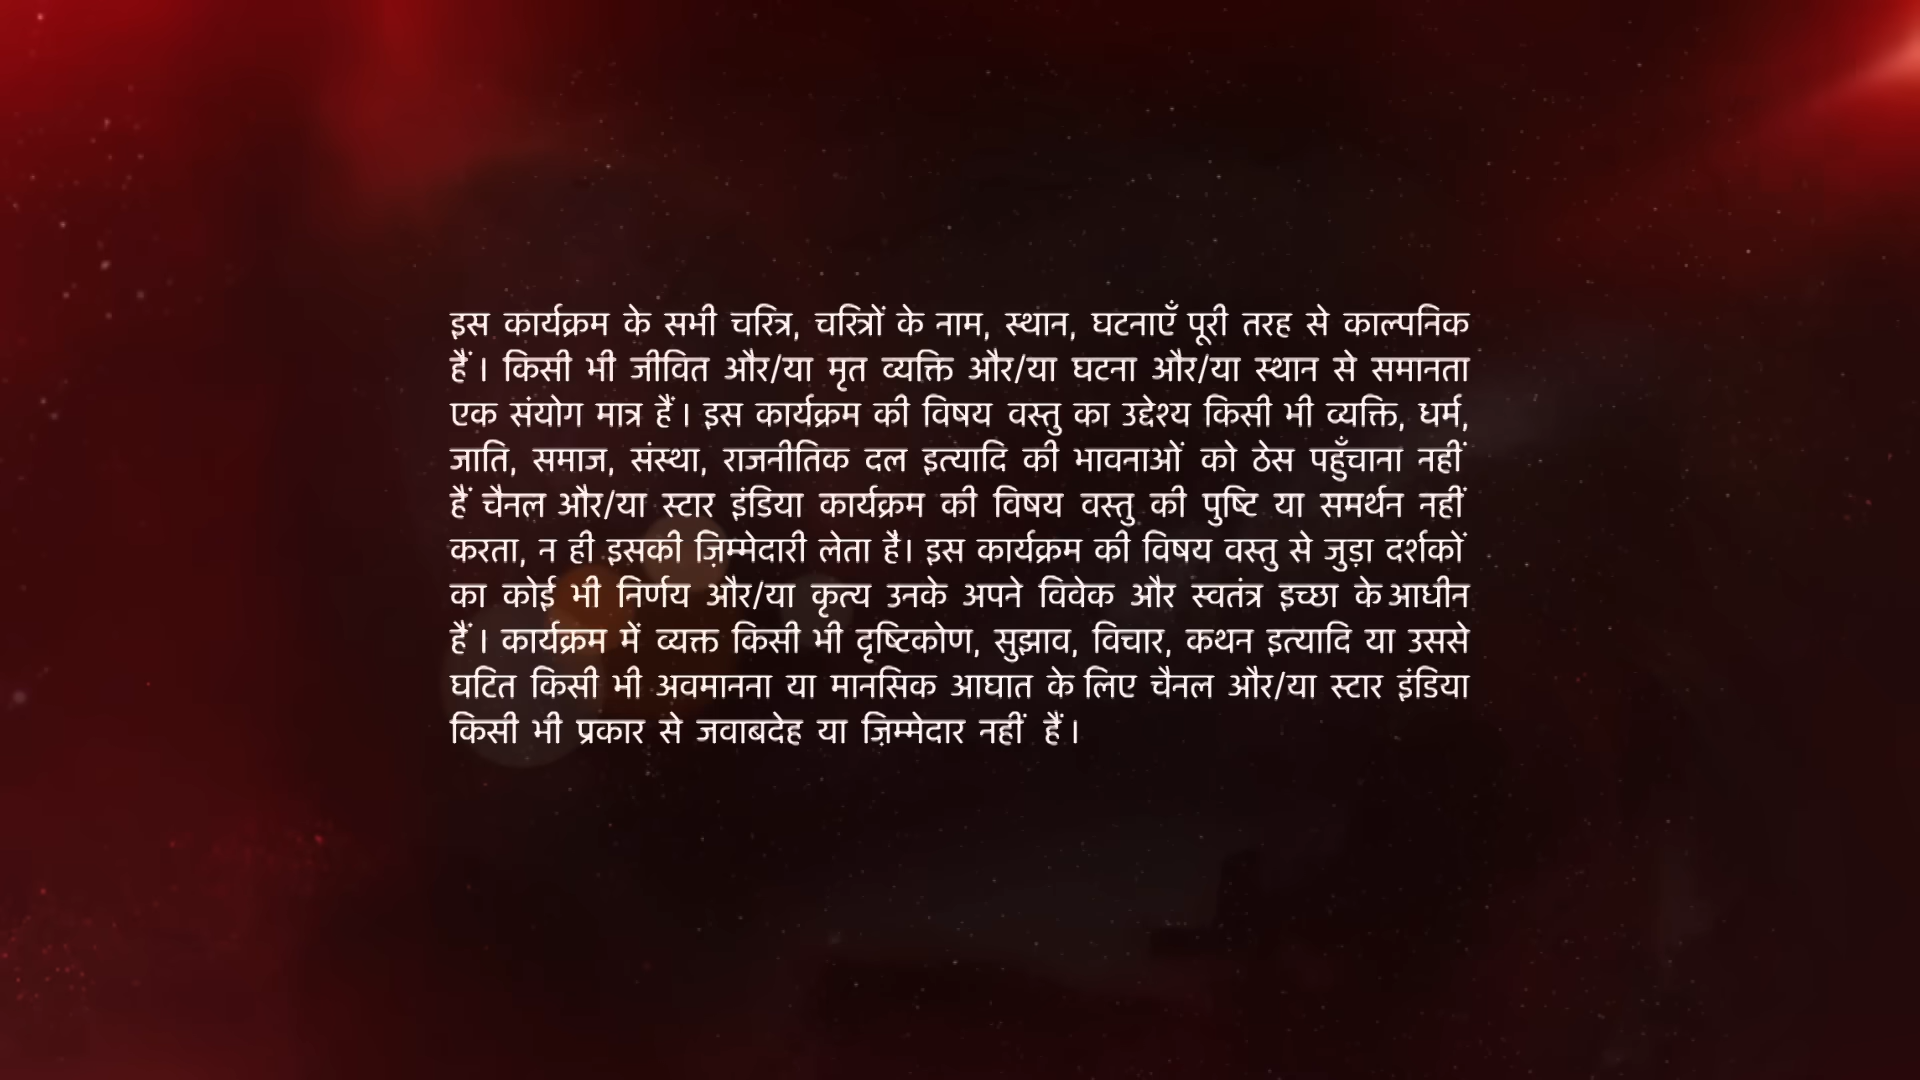 इस कार्यक्रम के सभी चरित्र, चरित्रों के नाम, स्थान, घटनाएँ पूरी तरह से काल्पनिक
हैं । किसी भी जीवित और/या मृत व्यक्ति और/या घटना और/या स्थान से समानता
एक संयोग मात्र हैं । इस कार्यक्रम की विषय वस्तु का उद्देश्य किसी भी व्यक्ति, धर्म,
जाति, समाज, संस्था, राजनीतिक दल इत्यादि की भावनाओं को ठेस पहुँचाना नहीं
हैं चैनल और/या स्टार इंडिया कार्यक्रम की विषय वस्तु की पुष्टि या समर्थन नहीं
करता, न ही इसकी ज़िम्मेदारी लेता है। इस कार्यक्रम की विषय वस्तु से जुड़ा दर्शकों
का कोई भी निर्णय और/या कृत्य उनके अपने विवेक और स्वतंत्र इच्छा के आधीन
हैं । कार्यक्रम में व्यक्त किसी भी दृष्टिकोण, सुझाव, विचार, कथन इत्यादि या उससे
घटित किसी भी अवमानना या मानसिक आघात के लिए चैनल और/या स्टार इंडिया
किसी भी प्रकार से जवाबदेह या ज़िम्मेदार नहीं हैं ।